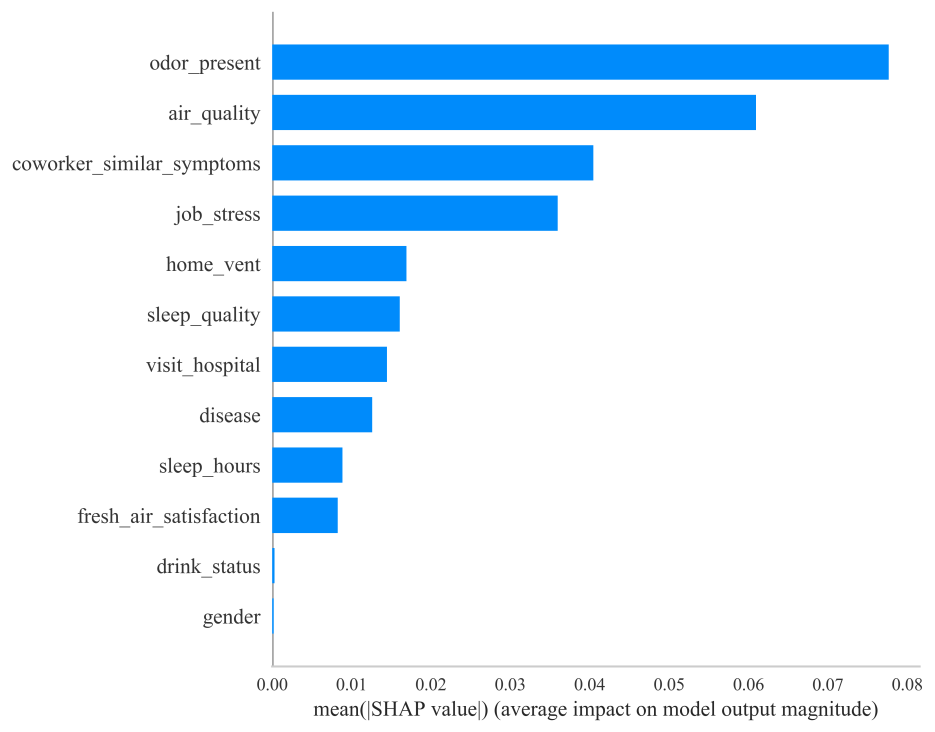 odor_present
air_quality
coworker_similar_symptoms
job_stress
home_vent
sleep_quality
visit_hospital
disease
sleep_hours
fresh_air_satisfaction
drink_status
gender
0.00 0.01 0.02 0.03 0.04 0.05 0.06 0.07 0.08
mean(|SHAP value|) (average impact on model output magnitude)